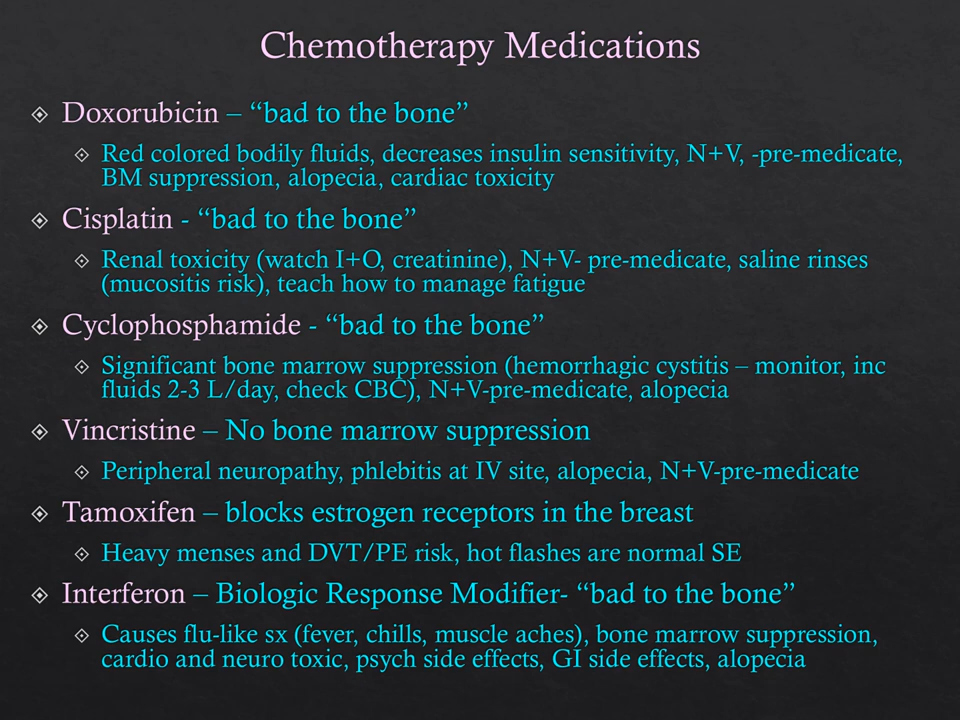 Chemotherapy Medications
Doxorubicin – “bad to the bone”
Red colored bodily fluids, decreases insulin sensitivity, N+V, -pre-medicate,
BM suppression, alopecia, cardiac toxicity
Cisplatin - “bad to the bone”
Renal toxicity (watch I+O, creatinine), N+V- pre-medicate, saline rinses
(mucositis risk), teach how to manage fatigue
Cyclophosphamide - “bad to the bone”
Significant bone marrow suppression (hemorrhagic cystitis – monitor, inc
fluids 2-3 L/day, check CBC), N+V-pre-medicate, alopecia
Vincristine – No bone marrow suppression
Peripheral neuropathy, phlebitis at IV site, alopecia, N+V-pre-medicate
Tamoxifen – blocks estrogen receptors in the breast
Heavy menses and DVT/PE risk, hot flashes are normal SE
Interferon – Biologic Response Modifier- “bad to the bone”
Causes flu-like sx (fever, chills, muscle aches), bone marrow suppression,
cardio and neuro toxic, psych side effects, GI side effects, alopecia